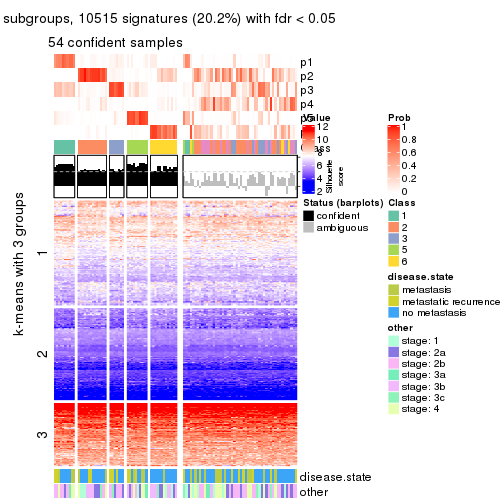 subgroups, 10515 signatures (20.2%) with fdr < 0.05
54 confident samples
p1
p2
p3
p4
Silhouette
score
k-means with 3 groups
1
2
3
disease.state
other
Value
12
10
8
6
4
2
Prob
1
0.8
0.6
0.4
0.2
0
Status (barplots)
confident
ambiguous
Class
1
2
3
5
6
disease.state
metastasis
metastatic recurrence
no metastasis
other
stage: 1
stage: 2a
stage: 2b
stage: 3a
stage: 3b
stage: 3c
stage: 4